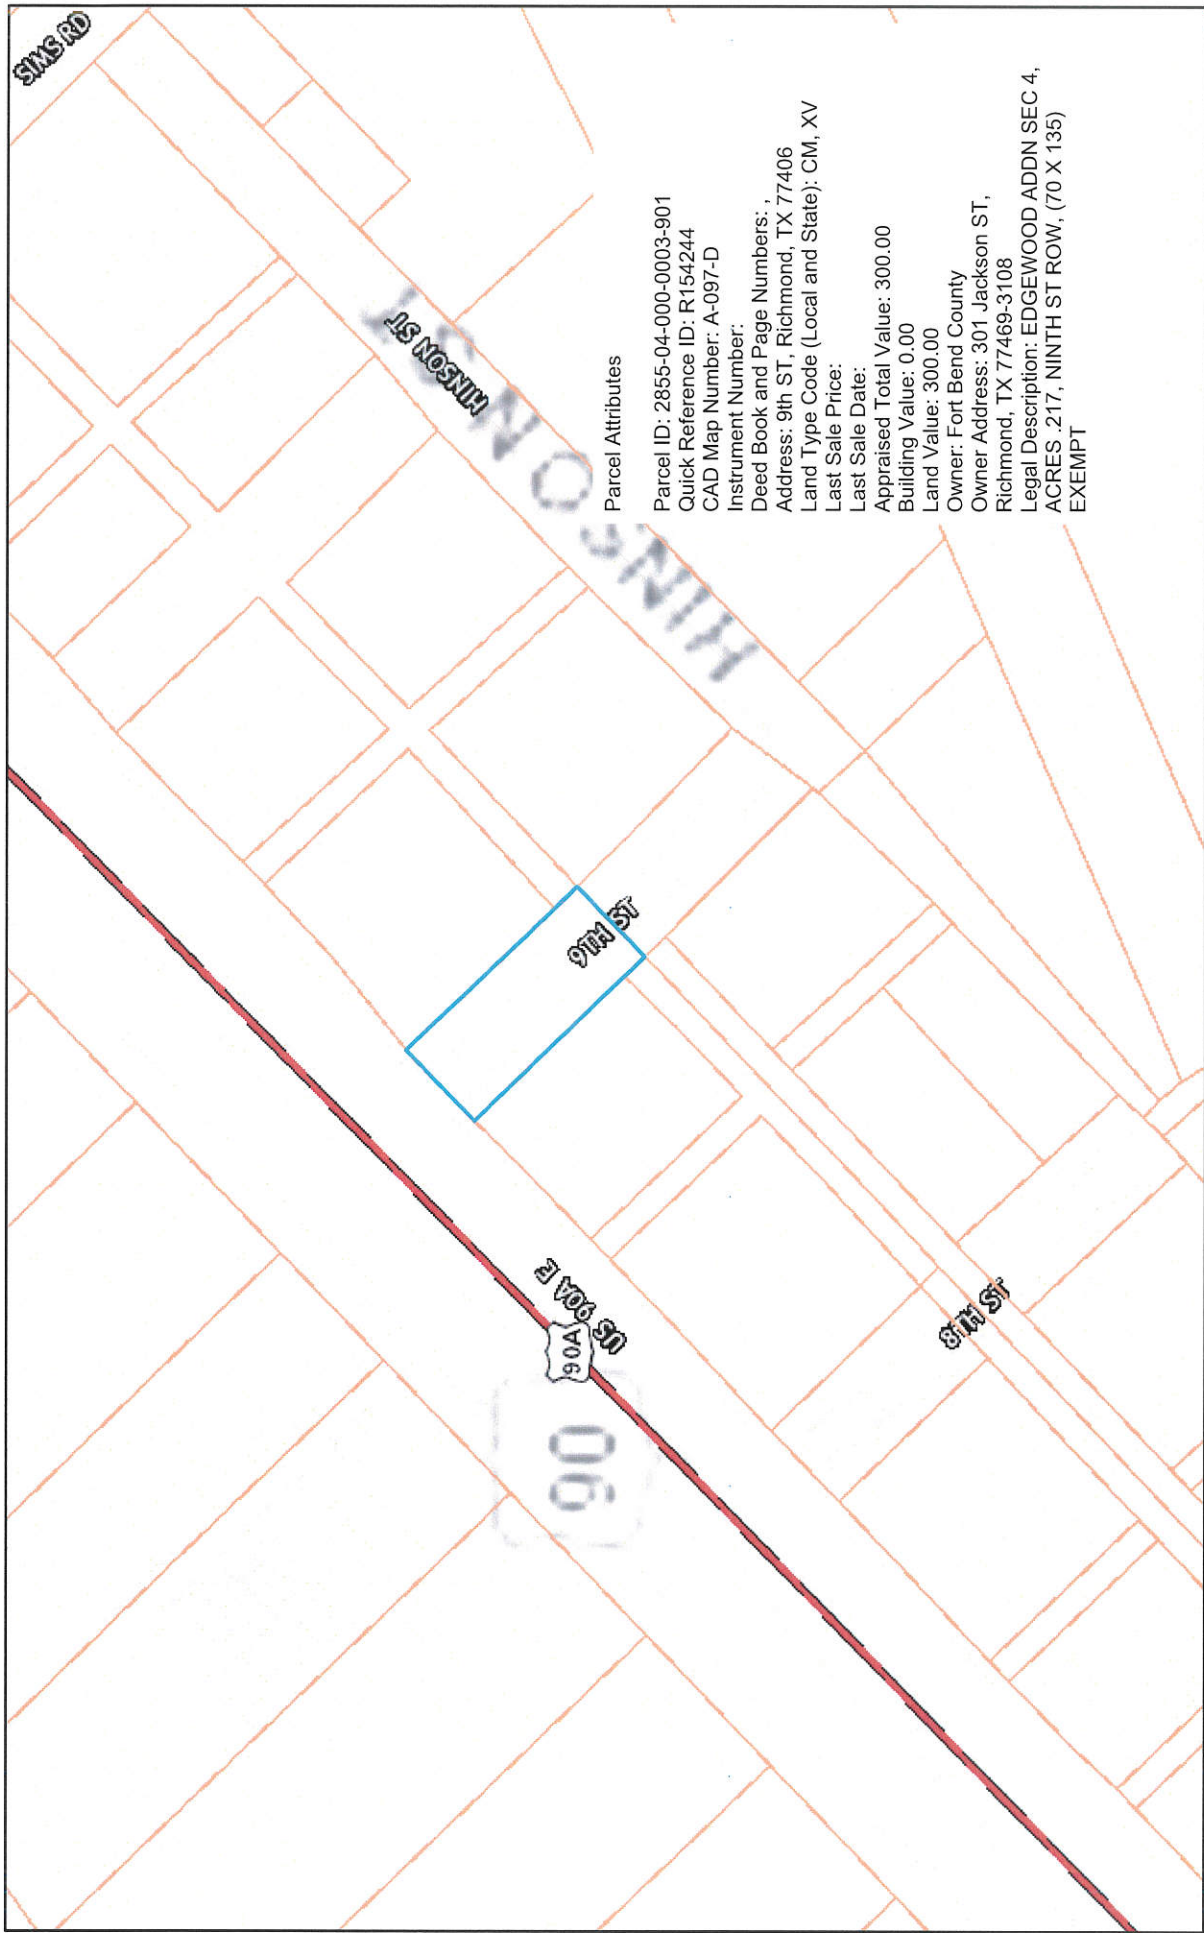 SIMS RD
HINSON ST
HINSON ST
9TH ST
US 90A E
90A
90
8TH ST
Parcel Attributes
Parcel ID: 2855-04-000-0003-901
Quick Reference ID: R154244
CAD Map Number: A-097-D
Instrument Number:
Deed Book and Page Numbers: ,
Address: 9th ST, Richmond, TX 77406
Land Type Code (Local and State): CM, XV
Last Sale Price:
Last Sale Date:
Appraised Total Value: 300.00
Building Value: 0.00
Land Value: 300.00
Owner: Fort Bend County
Owner Address: 301 Jackson ST,
Richmond, TX 77469-3108
Legal Description: EDGEWOOD ADDN SEC 4,
ACRES .217, NINTH ST ROW, (70 X 135)
EXEMPT